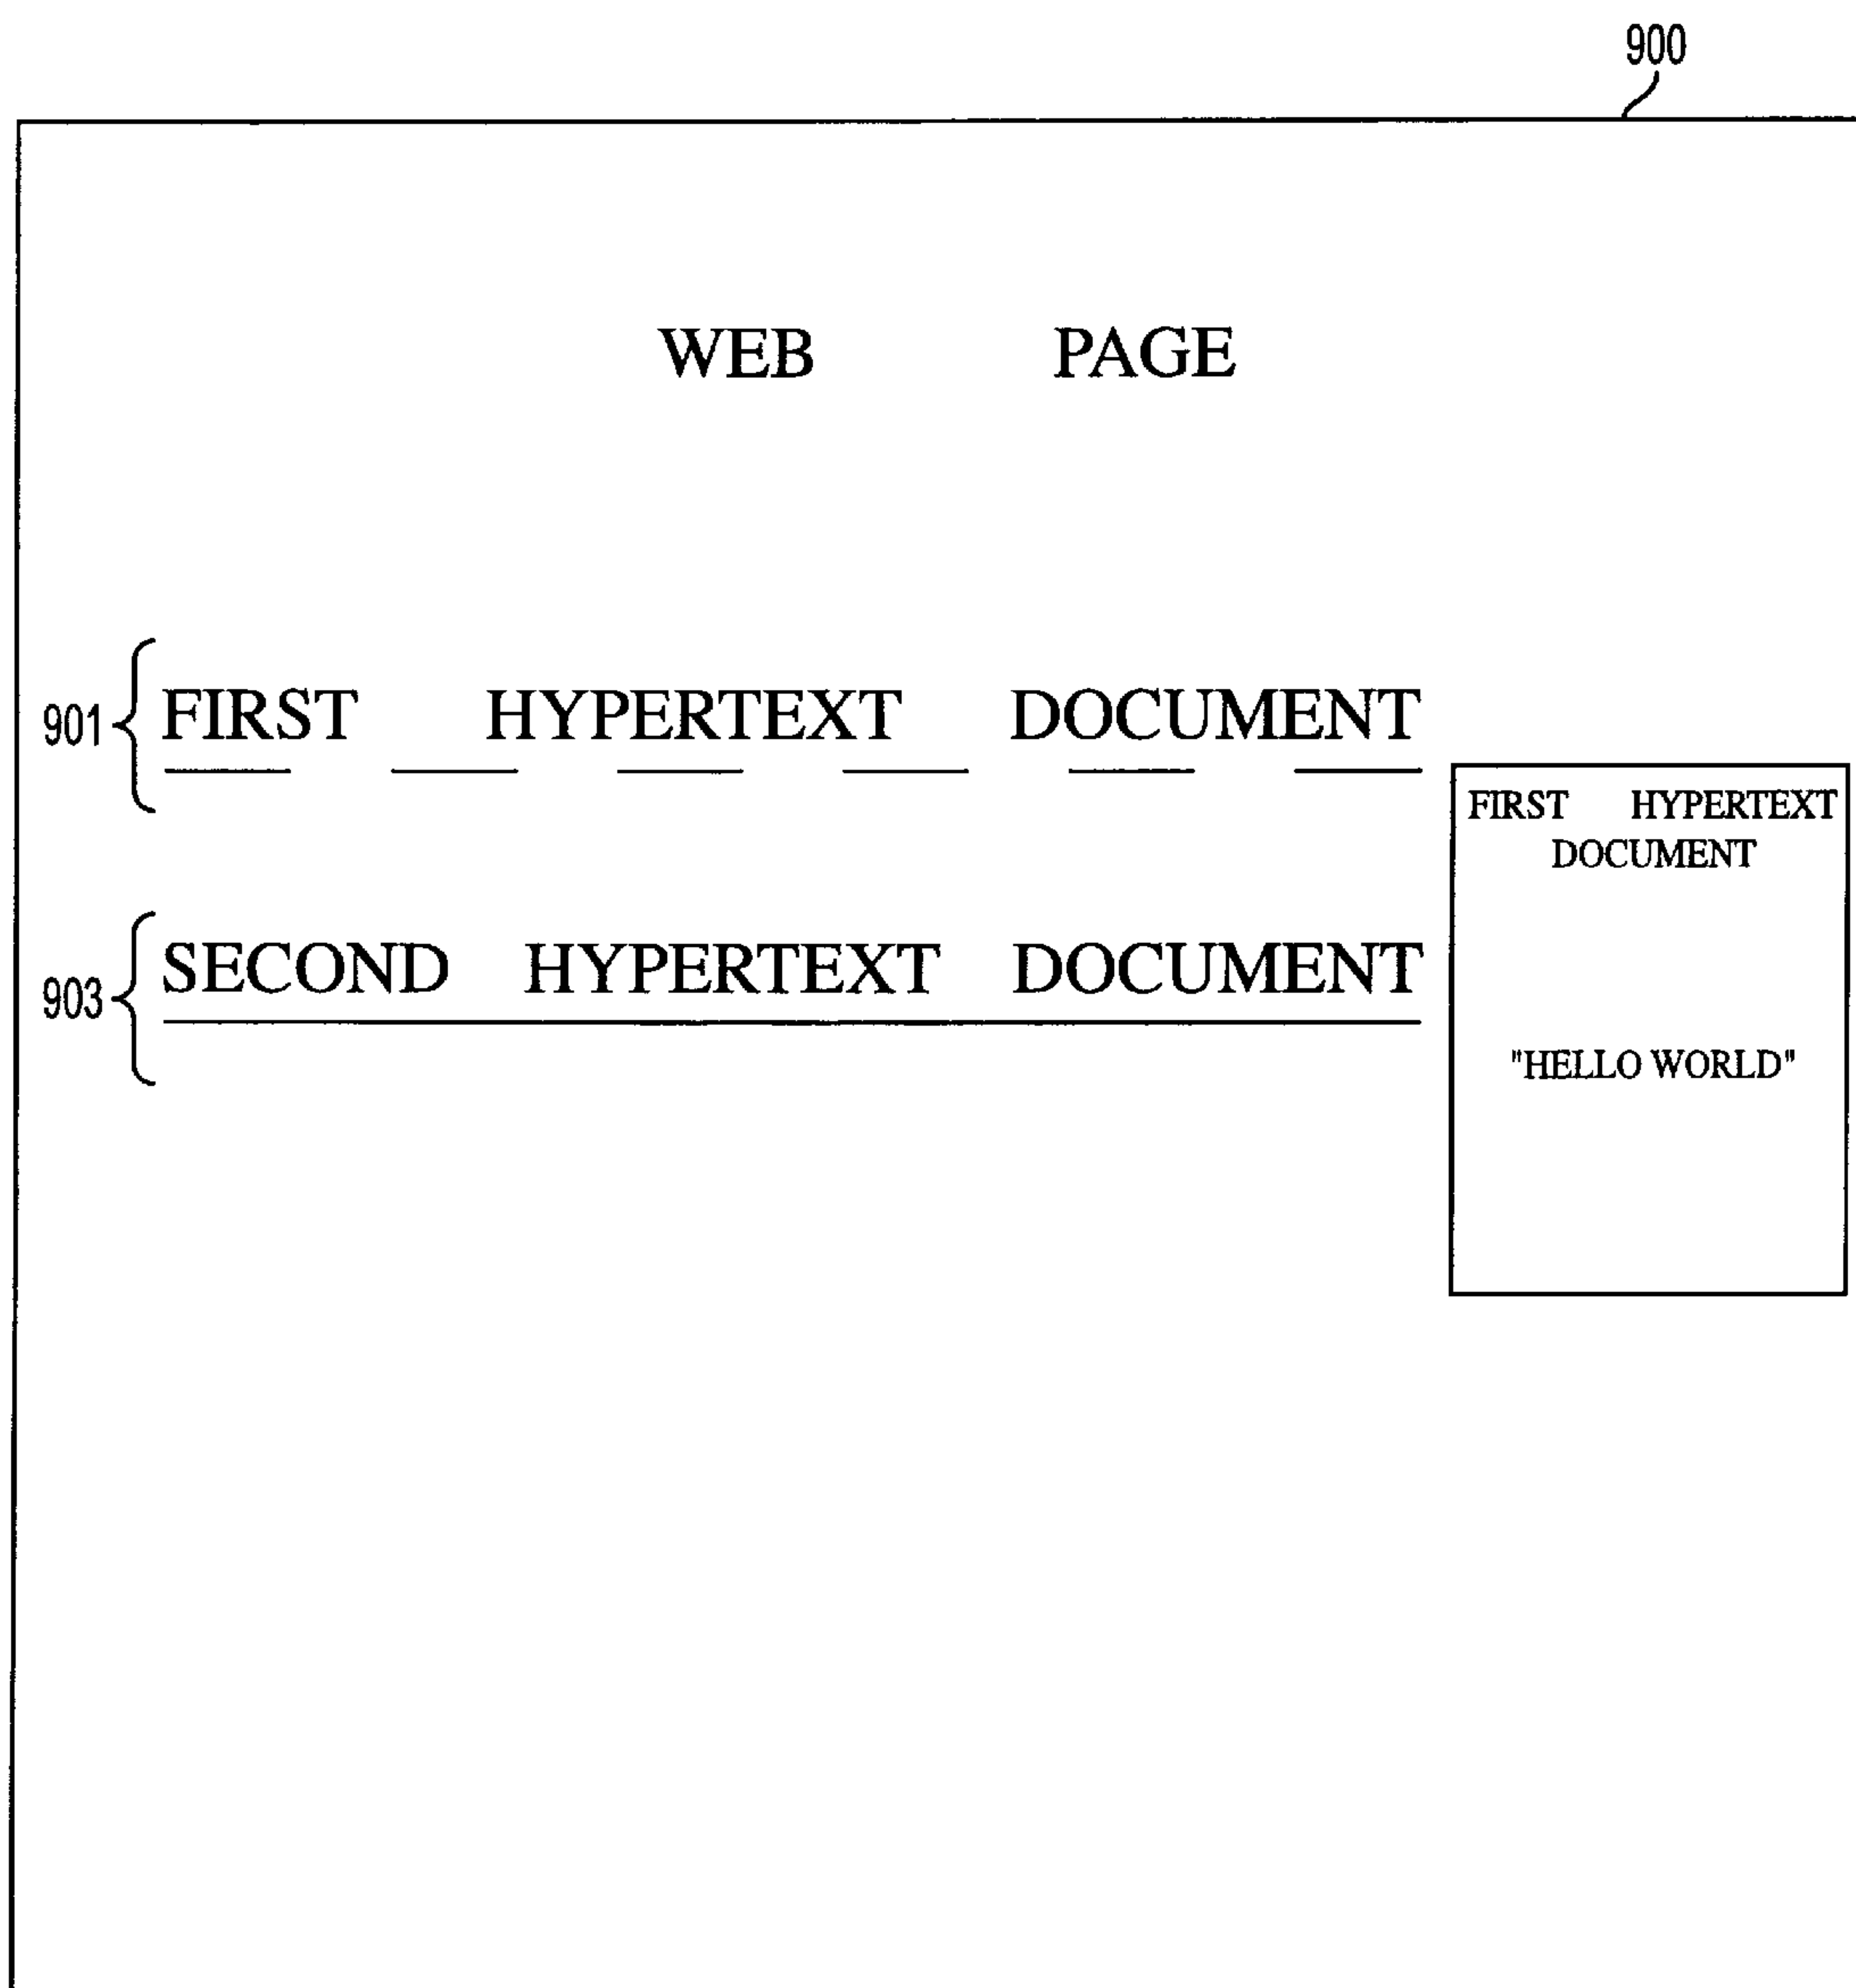 900
WEB PAGE
901 FIRST HYPERTEXT DOCUMENT
903 SECOND HYPERTEXT DOCUMENT
FIRST HYPERTEXT
DOCUMENT
"HELLO WORLD"